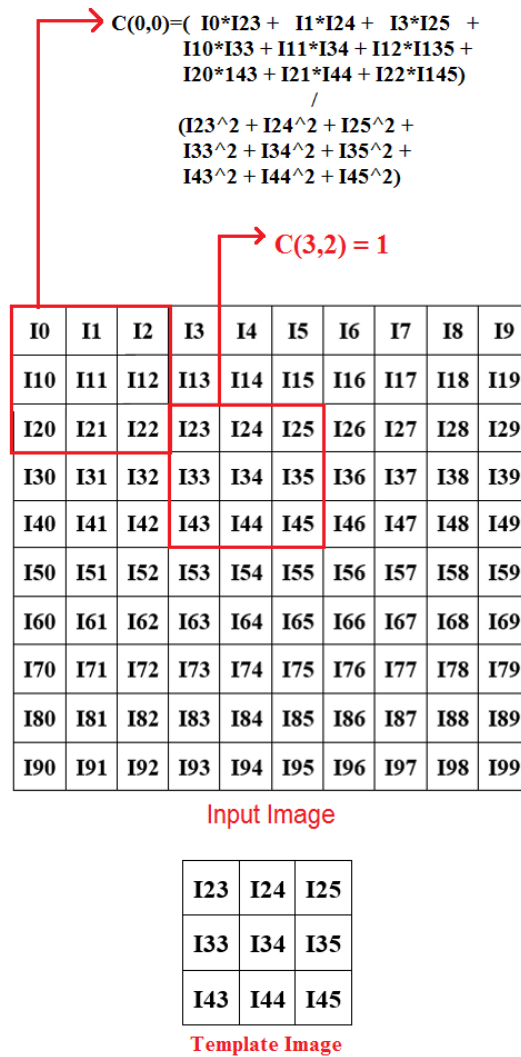 C(0,0)=( I0*I23 + I1*I24 + I3*I25 +
I10*I33 + I11*I34 + I12*I135 +
I20*143 + I21*I44 + I22*I145)
/
(I23^2 + I24^2 + I25^2 +
I33^2 + I34^2 + I35^2 +
I43^2 + I44^2 + I45^2)
C(3,2) = 1
I0 I1 I2 I3 I4 I5 I6 I7 I8 I9
I10 I11 I12 I13 I14 I15 I16 I17 I18 I19
I20 I21 I22 I23 I24 I25 I26 I27 I28 I29
I30 I31 I32 I33 I34 I35 I36 I37 I38 I39
I40 I41 I42 I43 I44 I45 I46 I47 I48 I49
I50 I51 I52 I53 I54 I55 I56 I57 I58 I59
I60 I61 I62 I63 I64 I65 I66 I67 I68 I69
I70 I71 I72 I73 I74 I75 I76 I77 I78 I79
I80 I81 I82 I83 I84 I85 I86 I87 I88 I89
I90 I91 I92 I93 I94 I95 I96 I97 I98 I99
Input Image
I23 I24 I25
I33 I34 I35
I43 I44 I45
Template Image